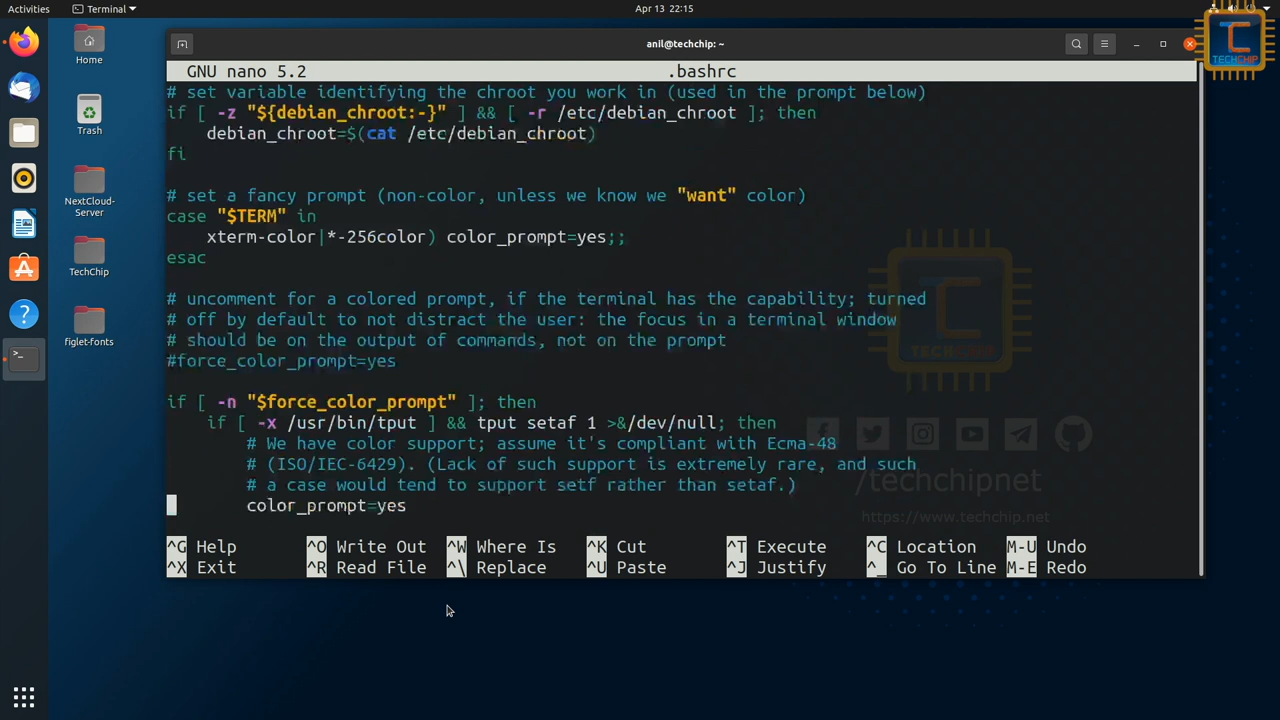 Activities Terminal Apr 13 22:15
anil@techchip: ~
GNU nano 5.2 .bashrc
# set variable identifying the chroot you work in (used in the prompt below)
if [ -z "${debian_chroot:-}" ] && [ -r /etc/debian_chroot ]; then
debian_chroot=$(cat /etc/debian_chroot)
fi
# set a fancy prompt (non-color, unless we know we "want" color)
case "$TERM" in
xterm-color|*-256color) color_prompt=yes;;
esac
# uncomment for a colored prompt, if the terminal has the capability; turned
# off by default to not distract the user: the focus in a terminal window
# should be on the output of commands, not on the prompt
#force_color_prompt=yes
if [ -n "$force_color_prompt" ]; then
if [ -x /usr/bin/tput ] && tput setaf 1 >&/dev/null; then
# We have color support; assume it's compliant with Ecma-48
# (ISO/IEC-6429). (Lack of such support is extremely rare, and such
# a case would tend to support setf rather than setaf.)
color_prompt=yes
^G Help ^O Write Out ^W Where Is ^K Cut ^T Execute ^C Location M-U Undo
^X Exit ^R Read File ^\ Replace ^U Paste ^J Justify ^_ Go To Line M-E Redo
Home
Trash
NextCloud-
Server
TechChip
figlet-fonts
TECHCHIP
TECHCHIP
/techchipnet
https://www.techchip.net